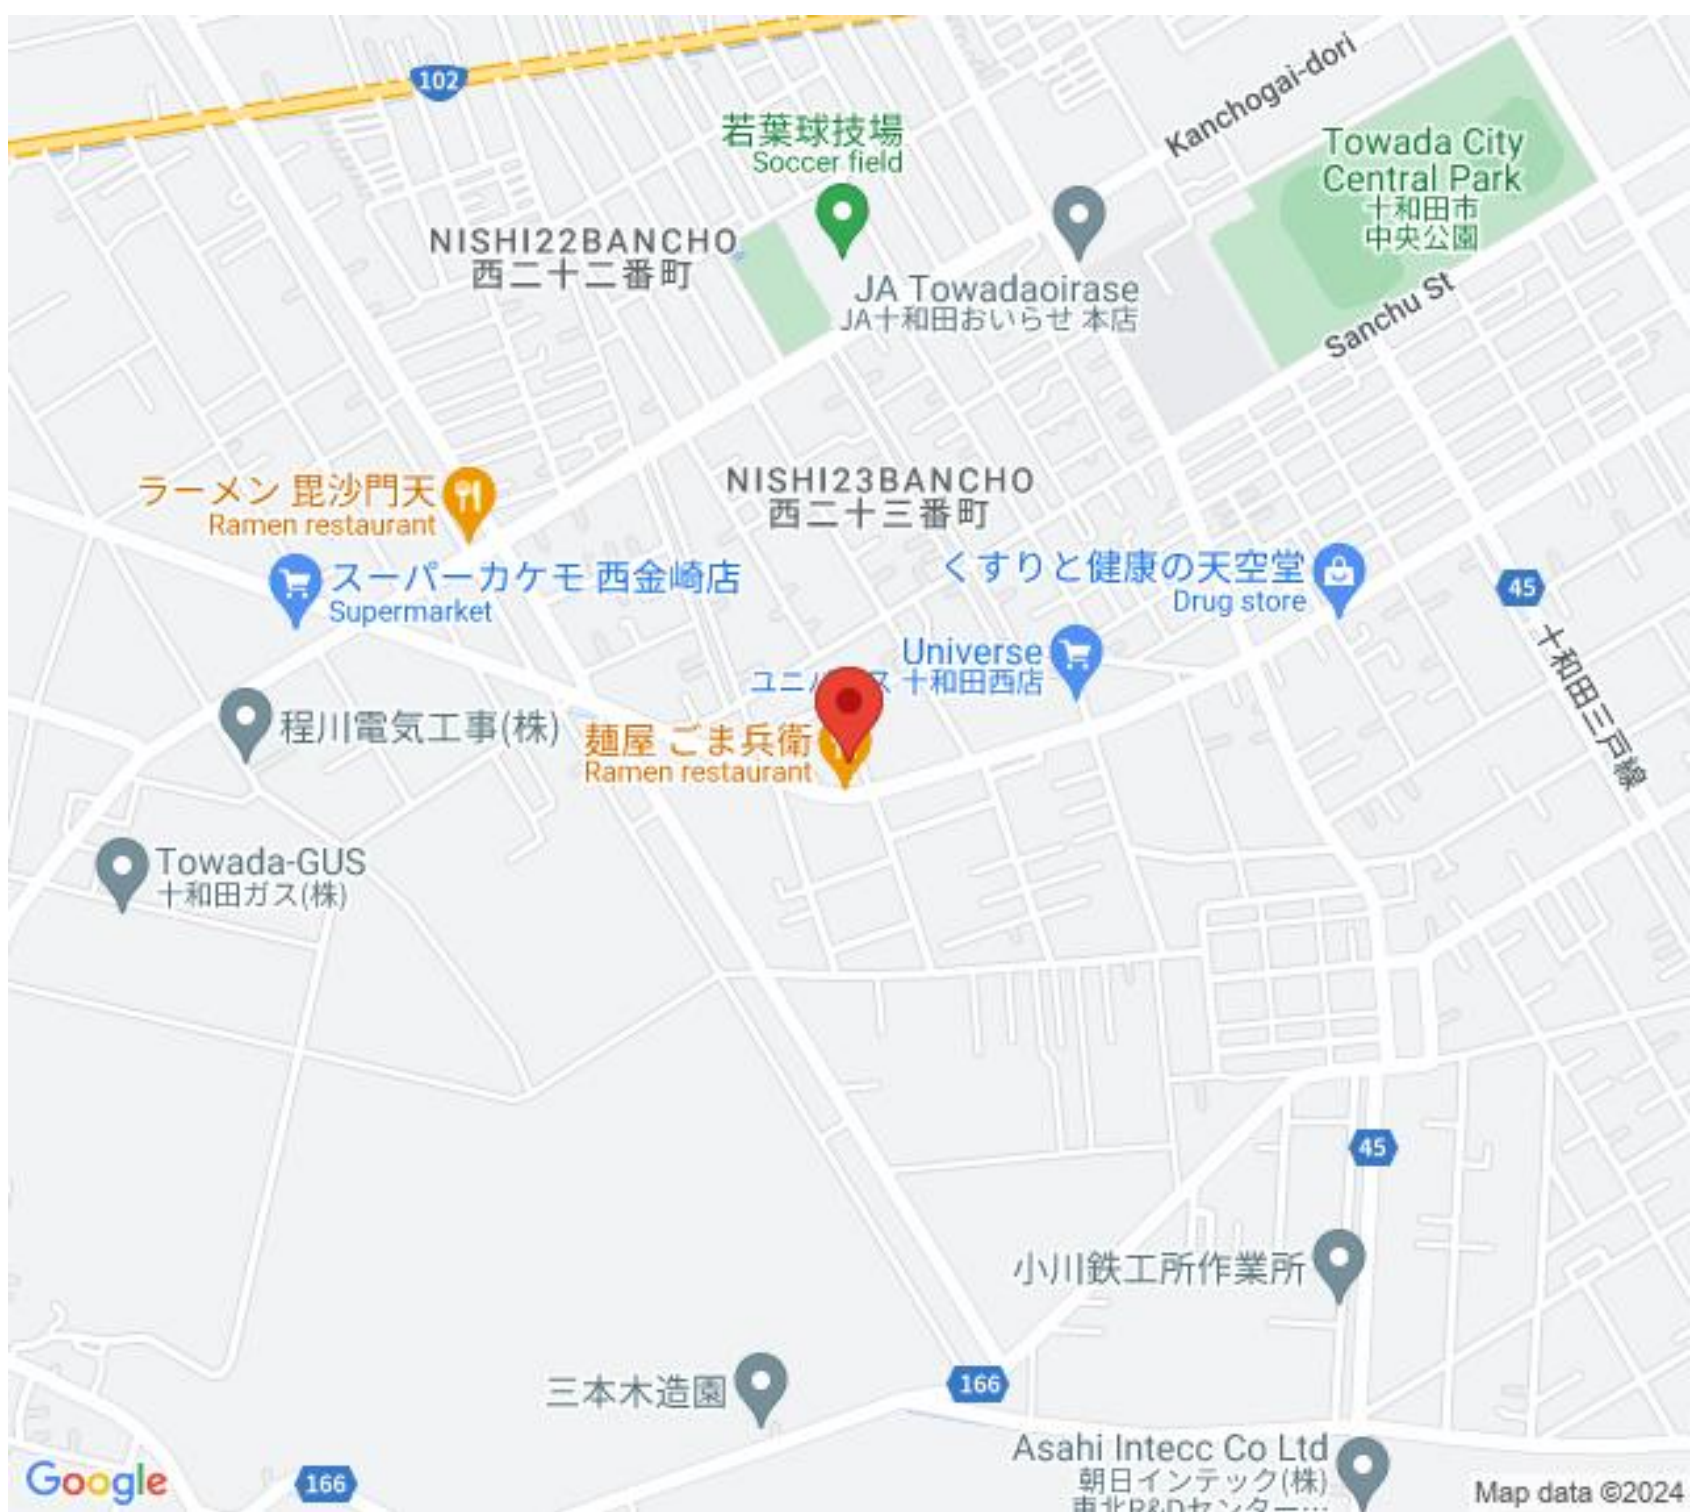 102
Kanchogai-dori
若葉球技場
Soccer field
Towada City
Central Park
十和田市
中央公園
NISHI22BANCHO
西二十二番町
JA Towadaoirase
JA十和田おいらせ 本店
Sanchu St
NISHI23BANCHO
西二十三番町
ラーメン 毘沙門天
Ramen restaurant
スーパーカケモ 西金崎店
Supermarket
くすりと健康の天空堂
Drug store
45
十和田三戸線
Universe
十和田西店
程川電気工事(株)
麺屋 ごま兵衛
Ramen restaurant
Towada-GUS
十和田ガス(株)
45
小川鉄工所作業所
三本木造園
166
Asahi Intecc Co Ltd
朝日インテック(株)
東北R&Dセンター…
Google
166
Map data ©2024